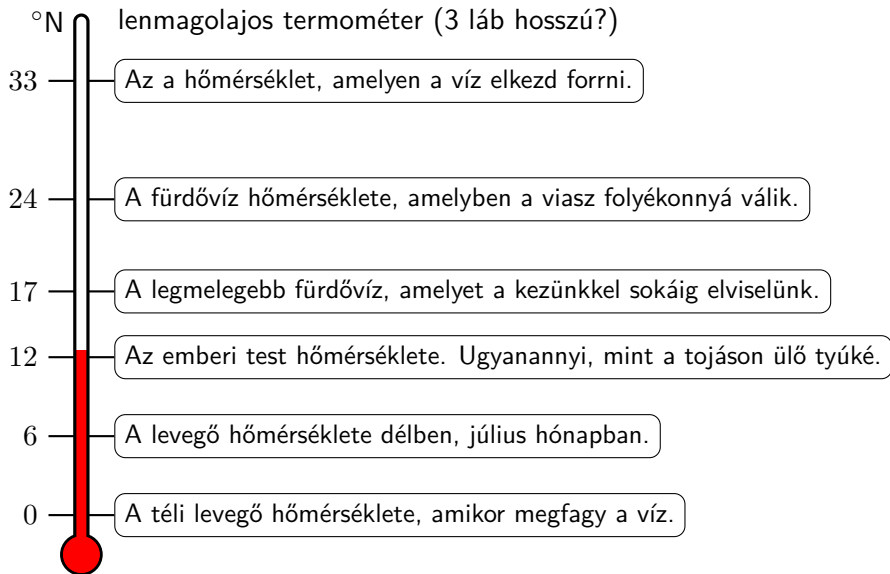 °N lenmagolajos termométer (3 láb hosszú?)
33 Az a hőmérséklet, amelyen a víz elkezd forrni.
24 A fürdővíz hőmérséklete, amelyben a viasz folyékonnyá válik.
17 A legmelegebb fürdővíz, amelyet a kezünkkel sokáig elviselünk.
12 Az emberi test hőmérséklete. Ugyanannyi, mint a tojáson ülő tyúké.
6 A levegő hőmérséklete délben, július hónapban.
0 A téli levegő hőmérséklete, amikor megfagy a víz.